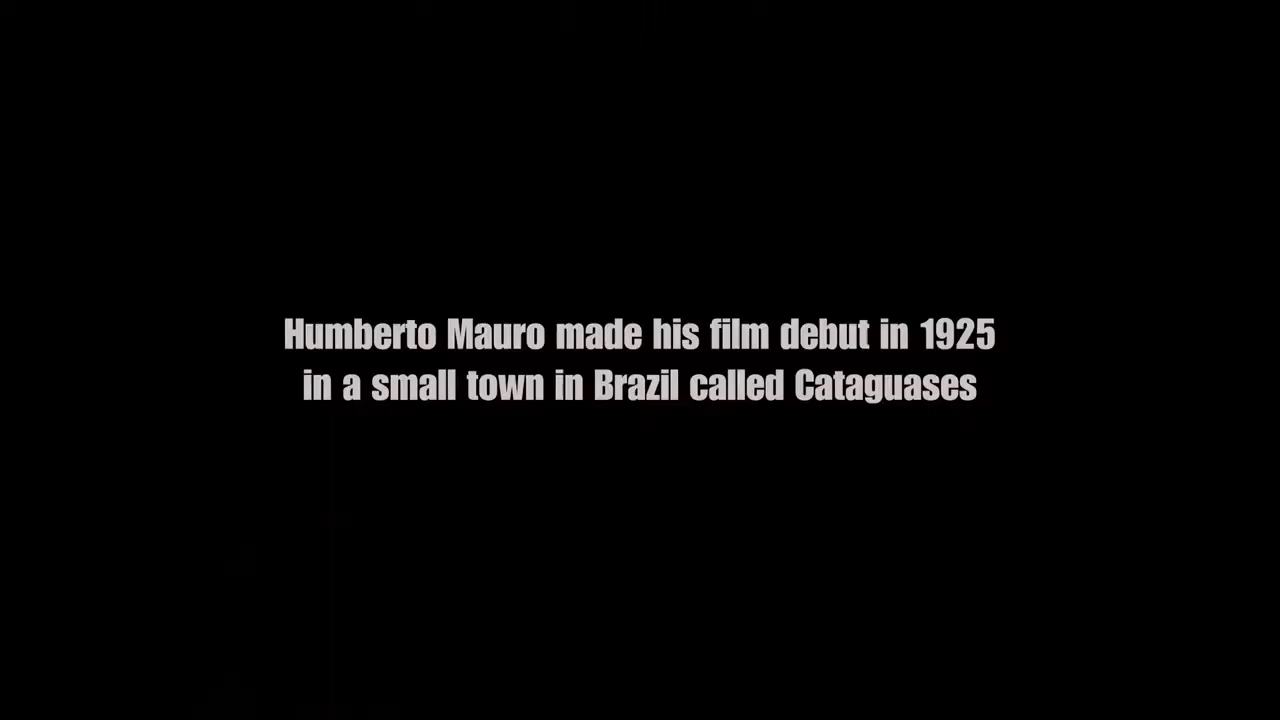 Humberto Mauro made his film debut in 1925
in a small town in Brazil called Cataguases